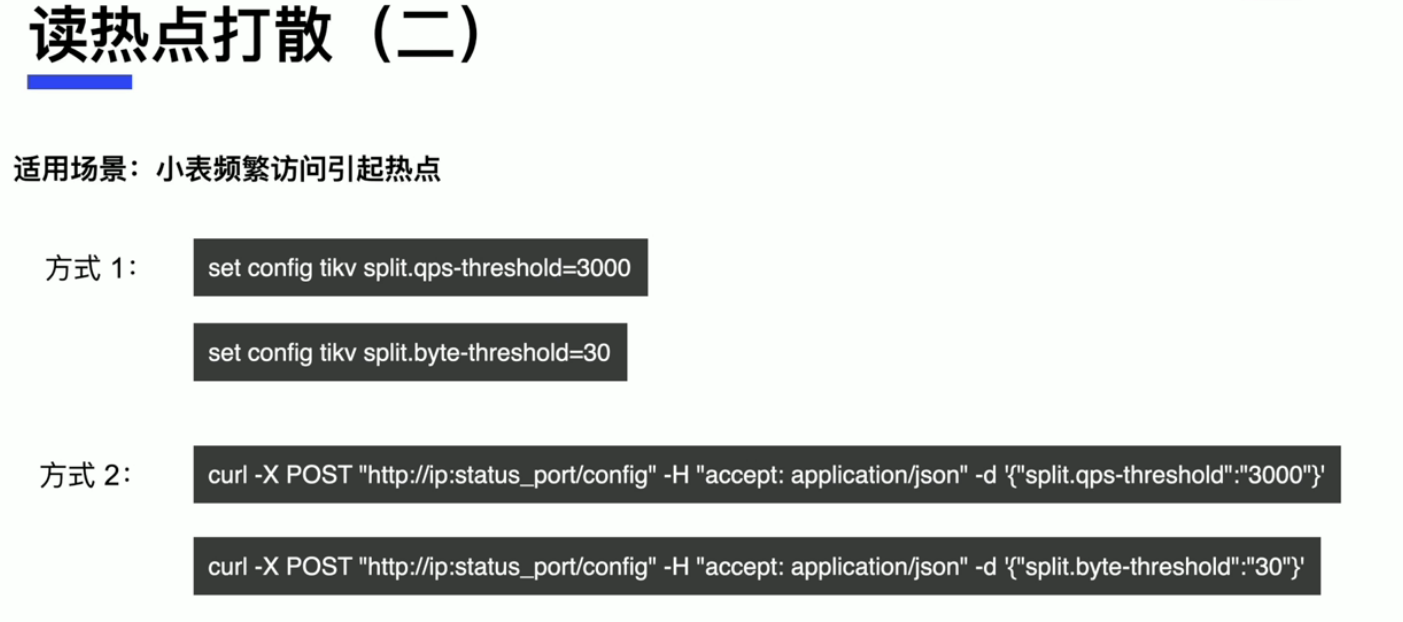 读热点打散（二）
适用场景：小表频繁访问引起热点
方式 1：
set config tikv split.qps-threshold=3000
set config tikv split.byte-threshold=30
方式 2：
curl -X POST "http://ip:status_port/config" -H "accept: application/json" -d '{"split.qps-threshold":"3000"}'
curl -X POST "http://ip:status_port/config" -H "accept: application/json" -d '{"split.byte-threshold":"30"}'